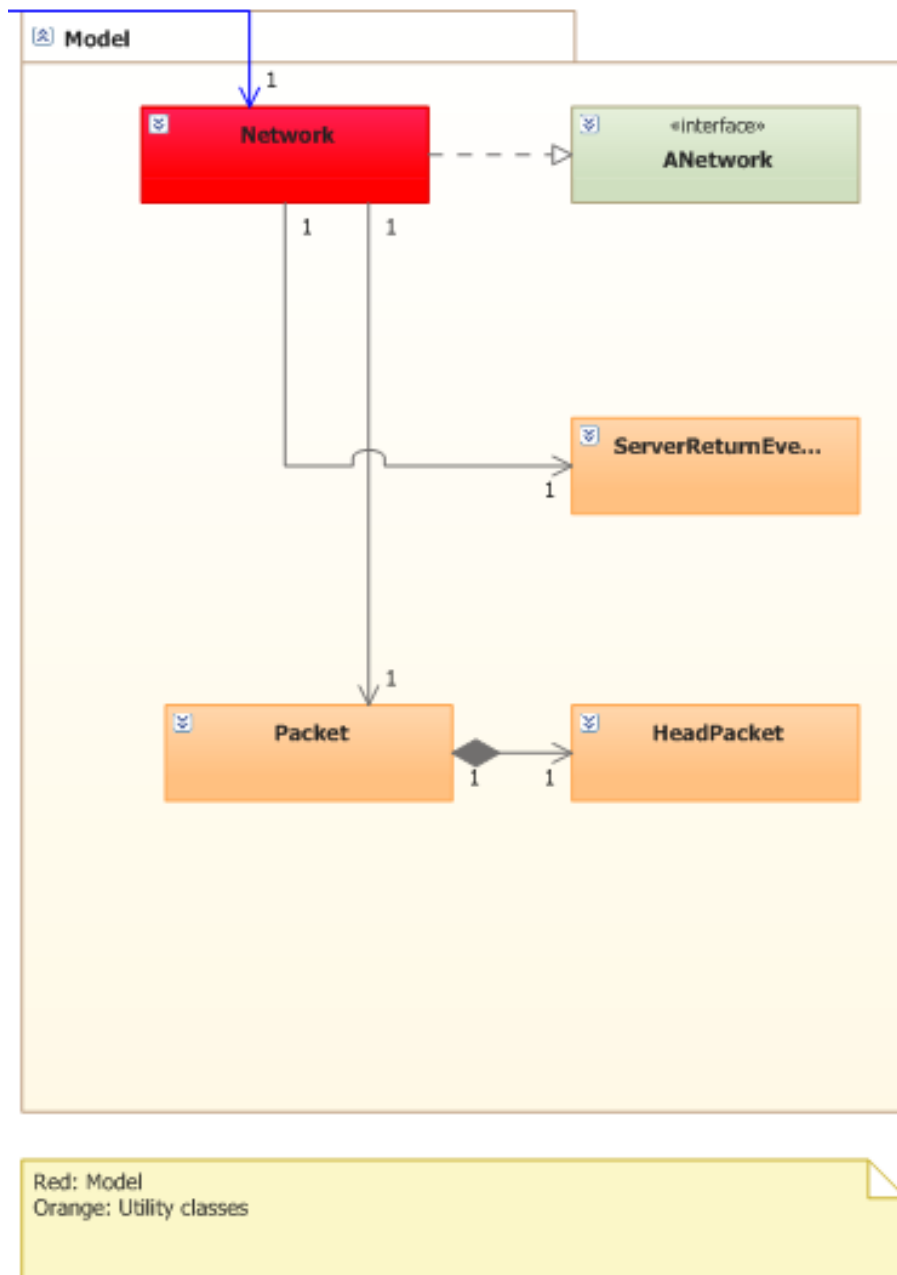 Model
1
Network
«interface»
ANetwork
1
1
ServerReturnEve...
1
1
Packet
HeadPacket
1
1
Red: Model
Orange: Utility classes